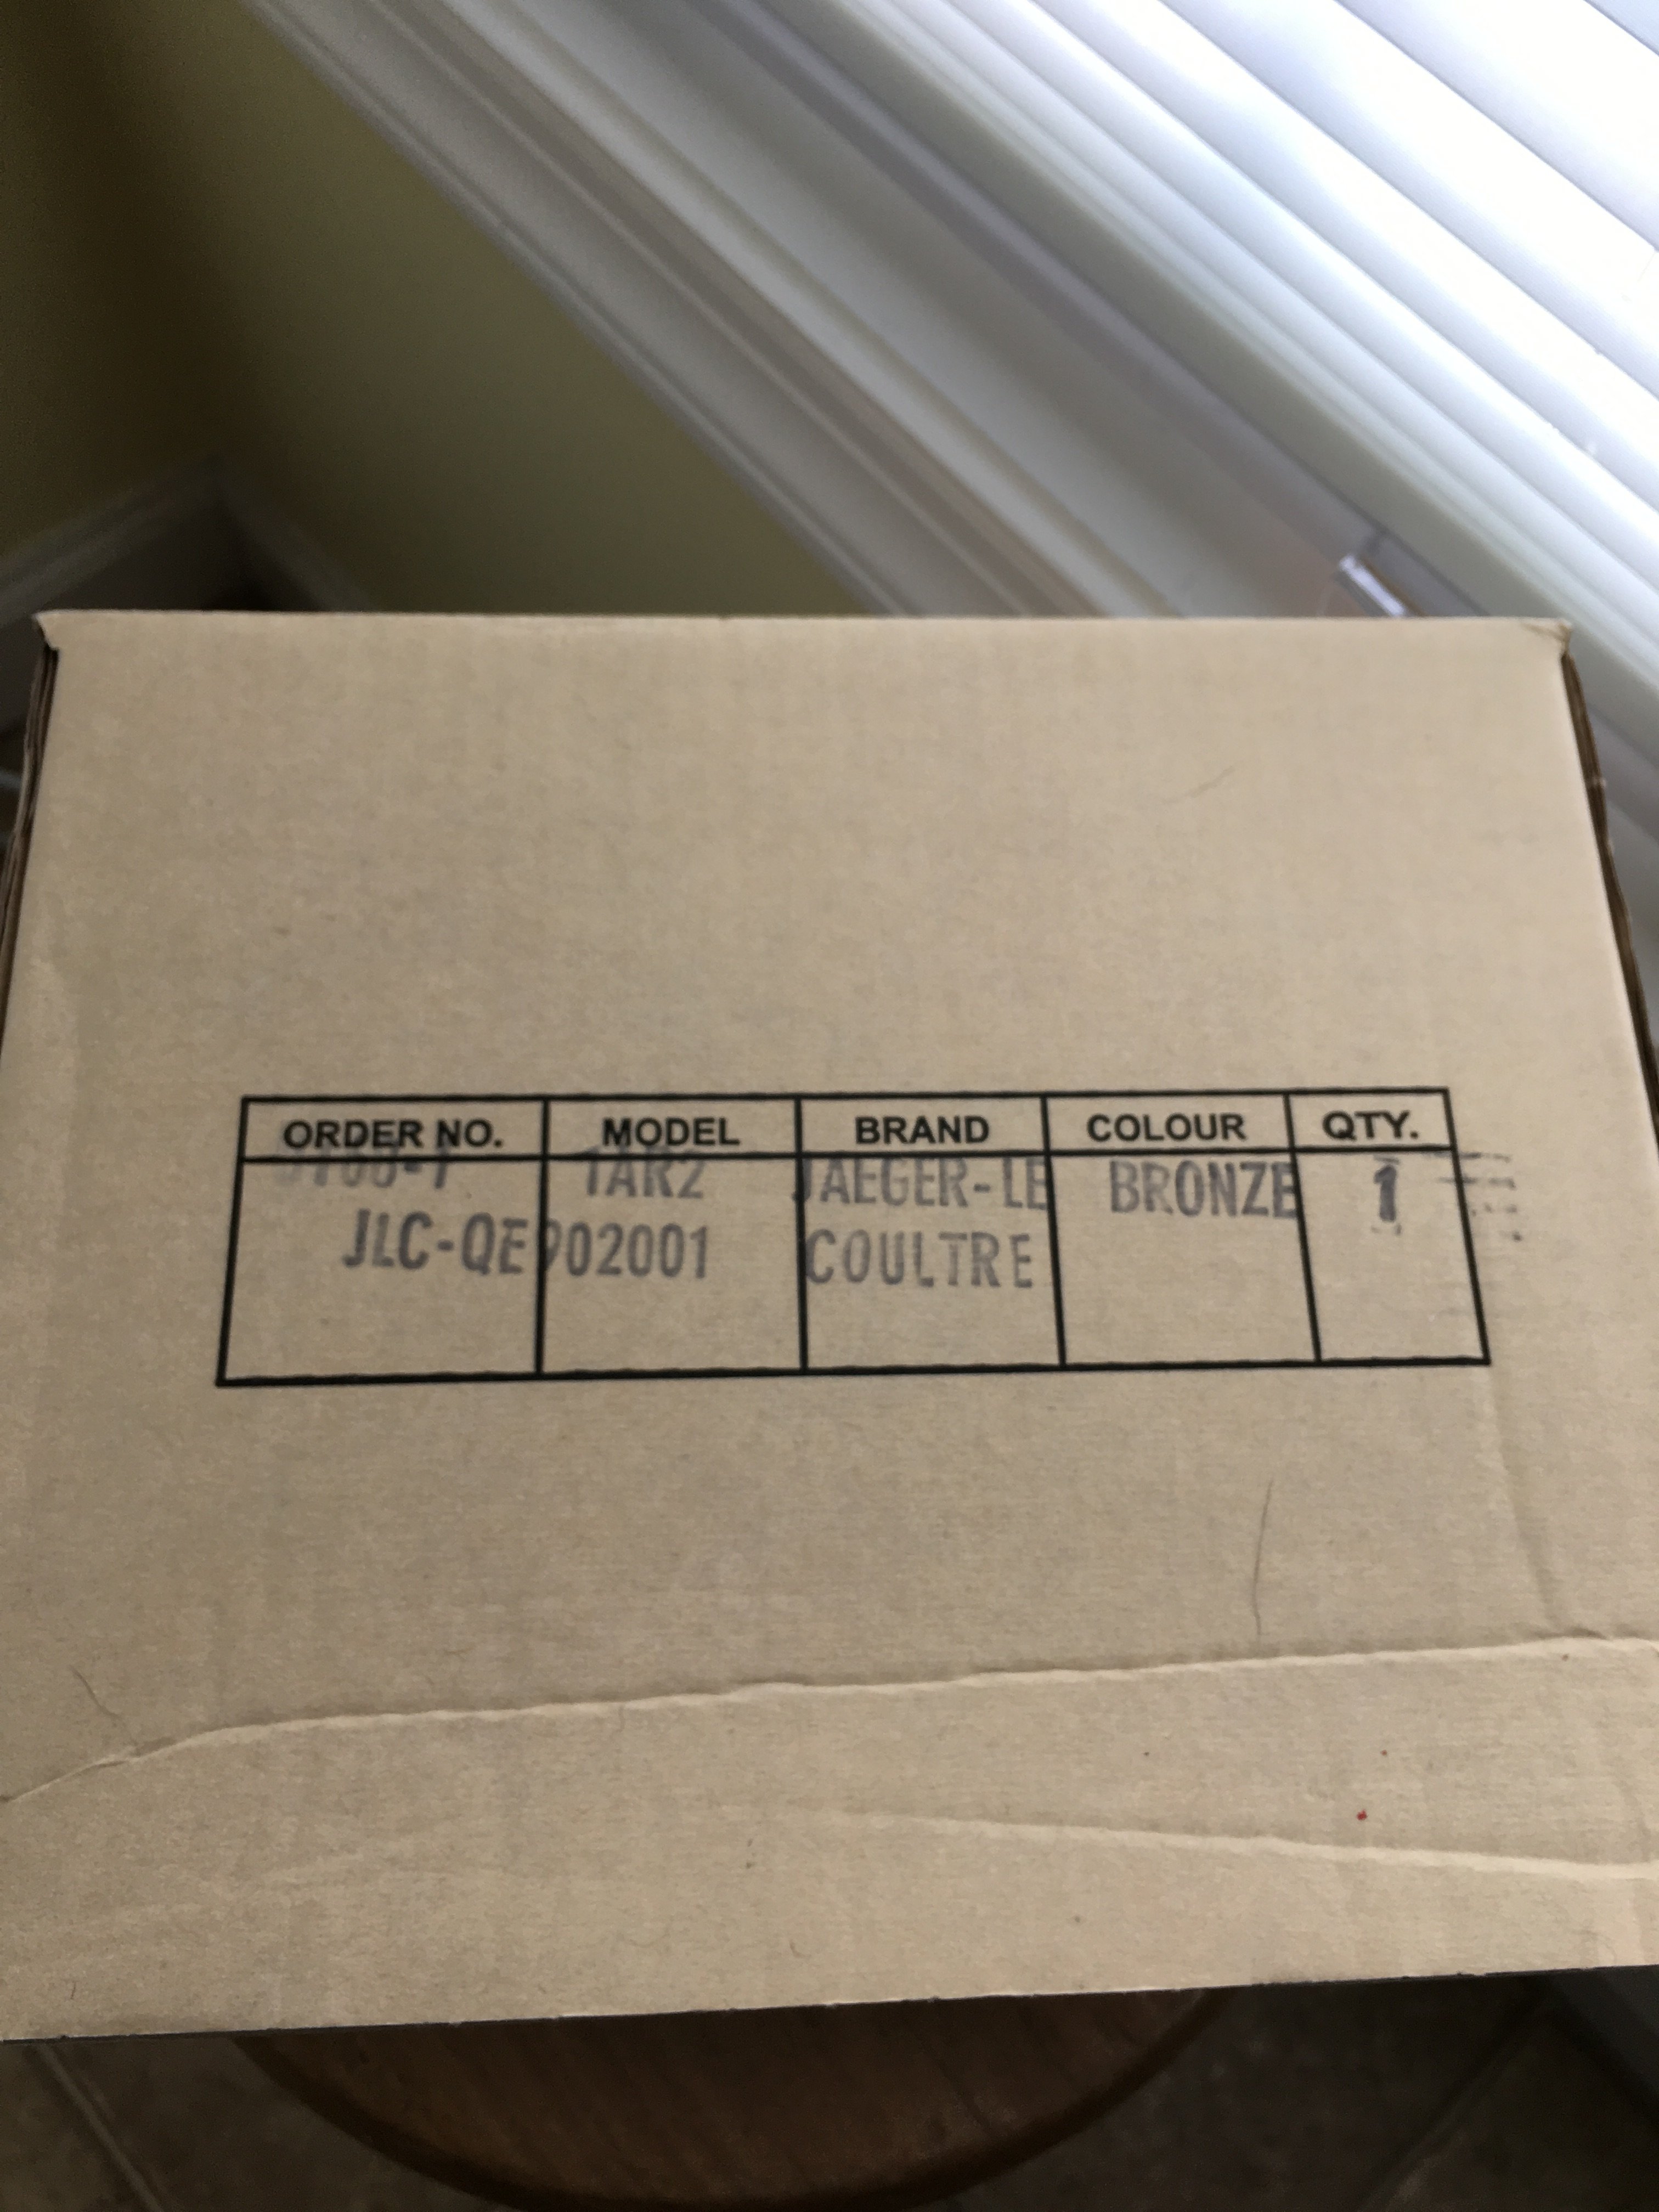 ORDER NO. MODEL BRAND COLOUR QTY.
TAR2 JAEGER-LE BRONZE 1
JLC-QE902001 COULTRE